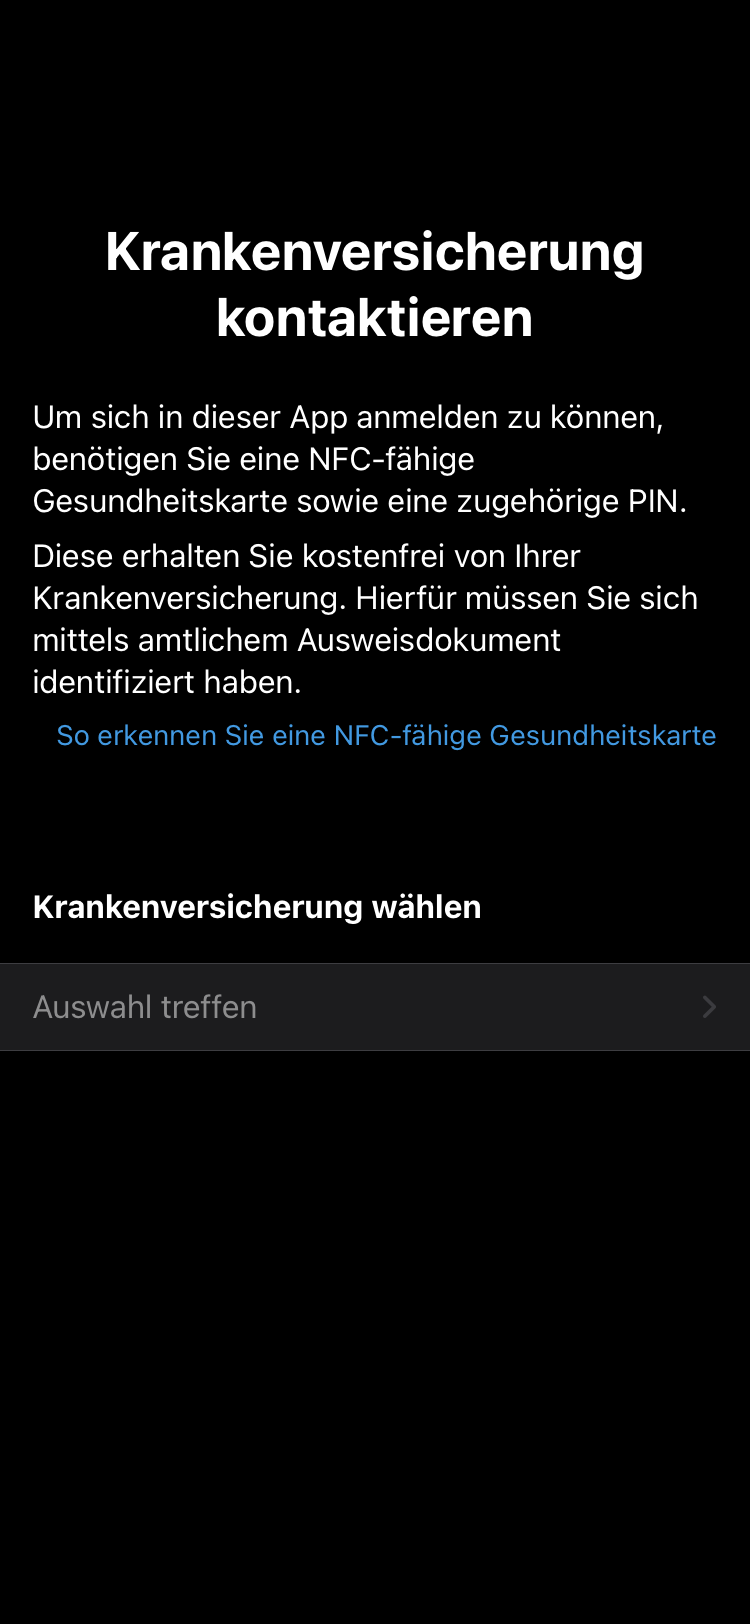 Krankenversicherung
kontaktieren
Um sich in dieser App anmelden zu können,
benötigen Sie eine NFC-fähige
Gesundheitskarte sowie eine zugehörige PIN.
Diese erhalten Sie kostenfrei von Ihrer
Krankenversicherung. Hierfür müssen Sie sich
mittels amtlichem Ausweisdokument
identifiziert haben.
So erkennen Sie eine NFC-fähige Gesundheitskarte
Krankenversicherung wählen
Auswahl treffen